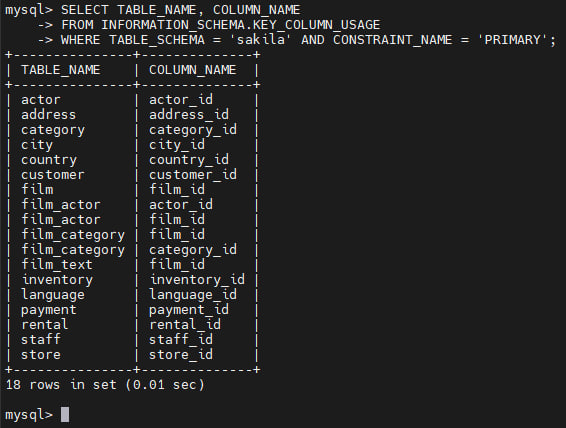 mysql> SELECT TABLE_NAME, COLUMN_NAME
    -> FROM INFORMATION_SCHEMA.KEY_COLUMN_USAGE
    -> WHERE TABLE_SCHEMA = 'sakila' AND CONSTRAINT_NAME = 'PRIMARY';
+---------------+--------------+
| TABLE_NAME    | COLUMN_NAME  |
+---------------+--------------+
| actor         | actor_id     |
| address       | address_id   |
| category      | category_id  |
| city          | city_id      |
| country       | country_id   |
| customer      | customer_id  |
| film          | film_id      |
| film_actor    | actor_id     |
| film_actor    | film_id      |
| film_category | film_id      |
| film_category | category_id  |
| film_text     | film_id      |
| inventory     | inventory_id |
| language      | language_id  |
| payment       | payment_id   |
| rental        | rental_id    |
| staff         | staff_id     |
| store         | store_id     |
+---------------+--------------+
18 rows in set (0.01 sec)
mysql>